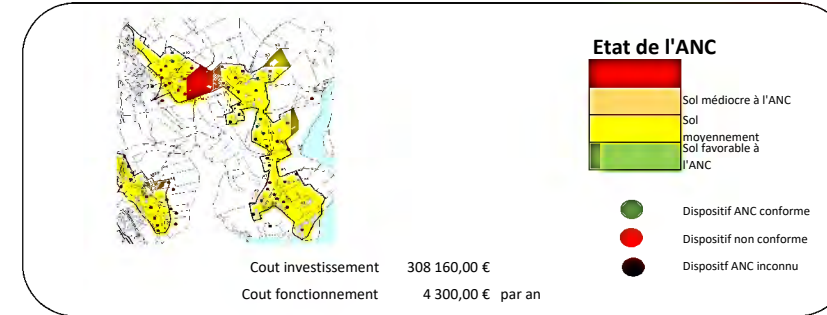 Etat de l'ANC
Sol médiocre à l'ANC
Sol
moyennement
Sol favorable à
l'ANC
Dispositif ANC conforme
Dispositif non conforme
Dispositf ANC inconnu
Cout investissement 308 160,00 €
Cout fonctionnement 4 300,00 € par an